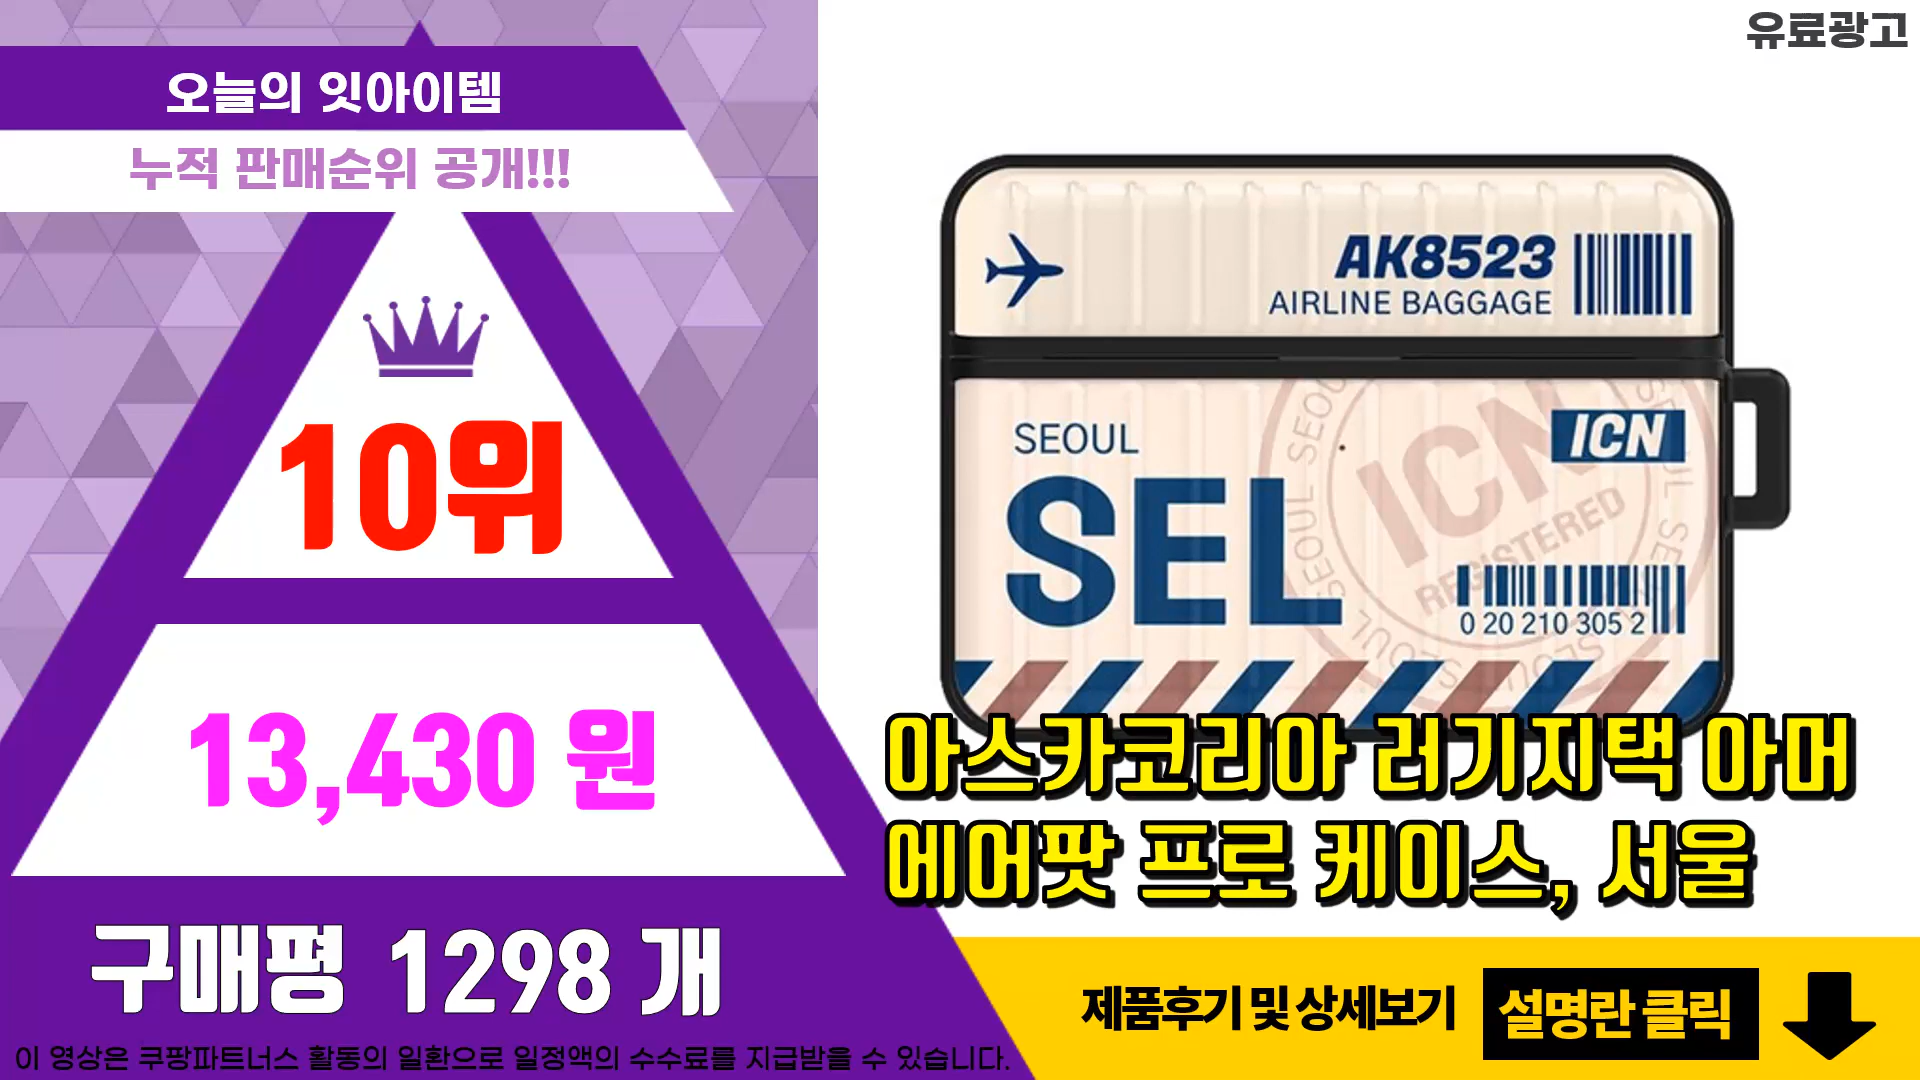 유료광고
오늘의 잇아이템
누적 판매순위 공개!!!
10위
13,430 원
구매평 1298 개
이 영상은 쿠팡파트너스 활동의 일환으로 일정액의 수수료를 지급받을 수 있습니다.
AK8523
AIRLINE BAGGAGE
SEOUL
ICN
SEL
ICN
REGISTERED
0 20 210 305 2
아스카코리아 러기지택 아머
에어팟 프로 케이스, 서울
제품후기 및 상세보기
설명란 클릭